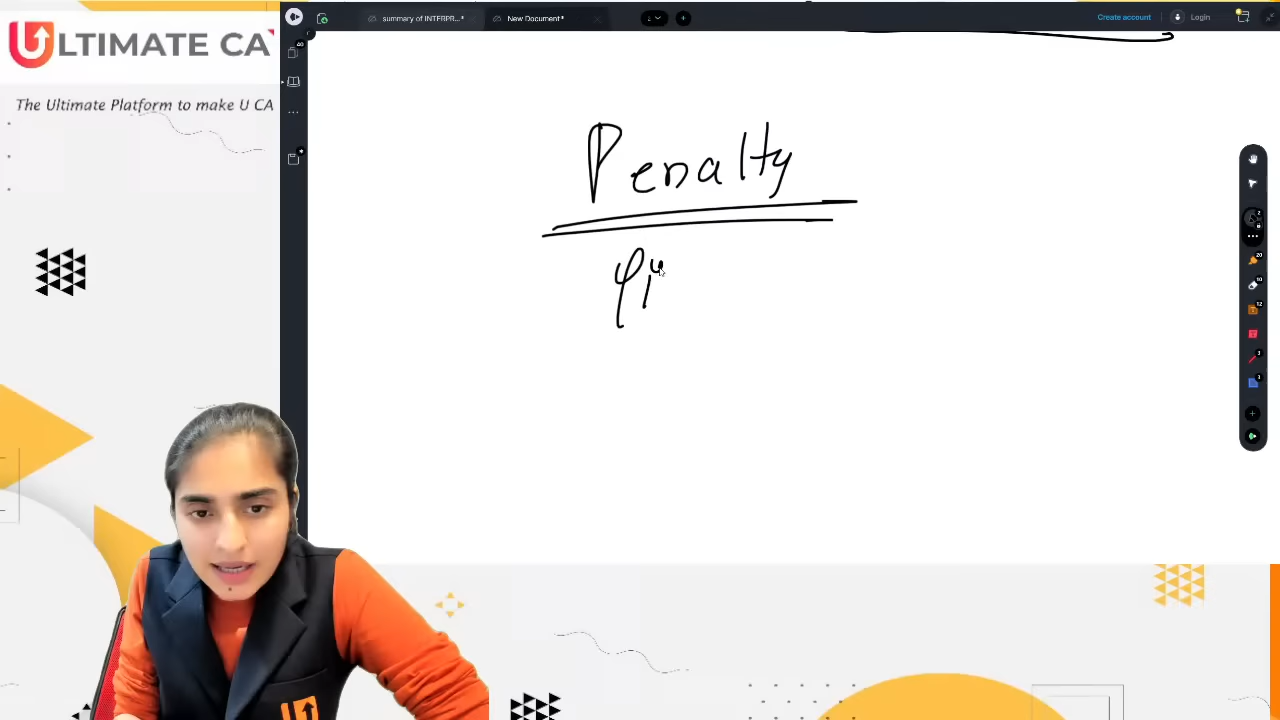 ULTIMATE CA
The Ultimate Platform to make U CA
summary of INTERPR...*
New Document*
Create account
Login
Penalty